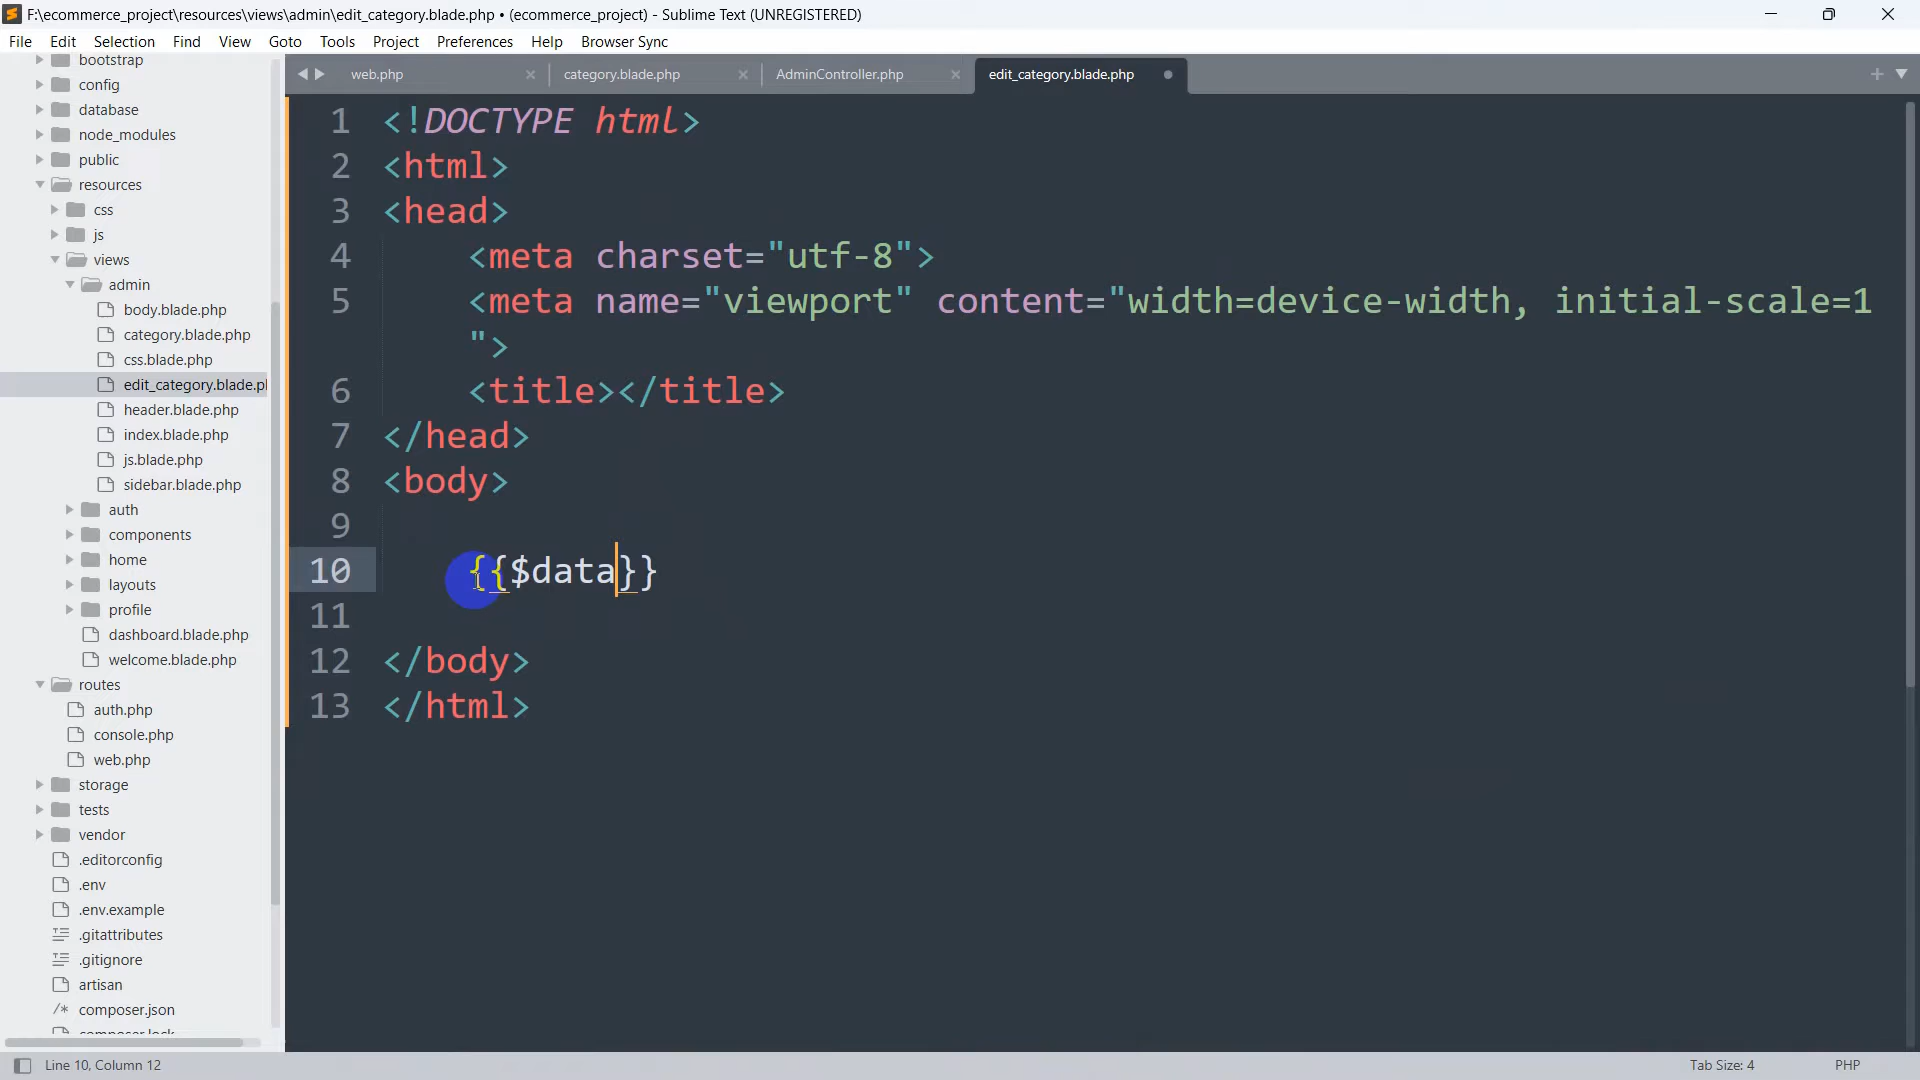 F:\ecommerce_project\resources\views\admin\edit_category.blade.php • (ecommerce_project) - Sublime Text (UNREGISTERED)
File Edit Selection Find View Goto Tools Project Preferences Help Browser Sync
bootstrap
config
database
node_modules
public
resources
css
js
views
admin
body.blade.php
category.blade.php
css.blade.php
edit_category.blade.p
header.blade.php
index.blade.php
js.blade.php
sidebar.blade.php
auth
components
home
layouts
profile
dashboard.blade.php
welcome.blade.php
routes
auth.php
console.php
web.php
storage
tests
vendor
.editorconfig
.env
.env.example
.gitattributes
.gitignore
artisan
/* composer.json
composer.lock
web.php category.blade.php AdminController.php edit_category.blade.php
1 <!DOCTYPE html>
2 <html>
3 <head>
4 <meta charset="utf-8">
5 <meta name="viewport" content="width=device-width, initial-scale=1
">
6 <title></title>
7 </head>
8 <body>
9
10 {{$data}}
11
12 </body>
13 </html>
Line 10, Column 12 Tab Size: 4 PHP